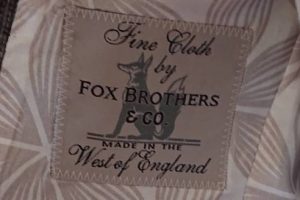 Fine Cloth
by
FOX BROTHERS
& CO.
MADE IN THE
West of England